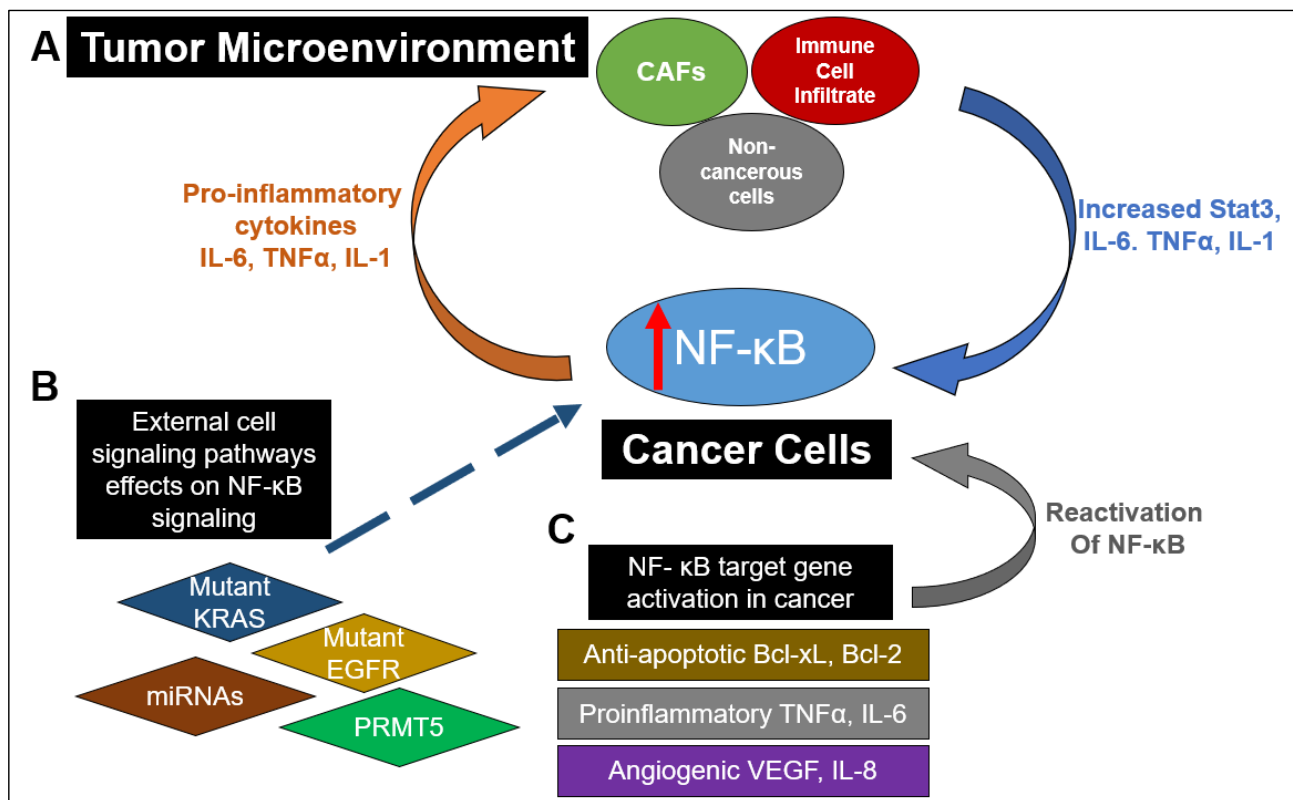 A
Tumor Microenvironment
CAFs
Immune
Cell
Infiltrate
Non-
cancerous
cells
Pro-inflammatory
cytokines
IL-6, TNFα, IL-1
Increased Stat3,
IL-6. TNFα, IL-1
NF-κB
Cancer Cells
B
External cell
signaling pathways
effects on NF-κB
signaling
Mutant
KRAS
Mutant
EGFR
miRNAs
PRMT5
C
NF- κB target gene
activation in cancer
Reactivation
Of NF-κB
Anti-apoptotic Bcl-xL, Bcl-2
Proinflammatory TNFα, IL-6
Angiogenic VEGF, IL-8